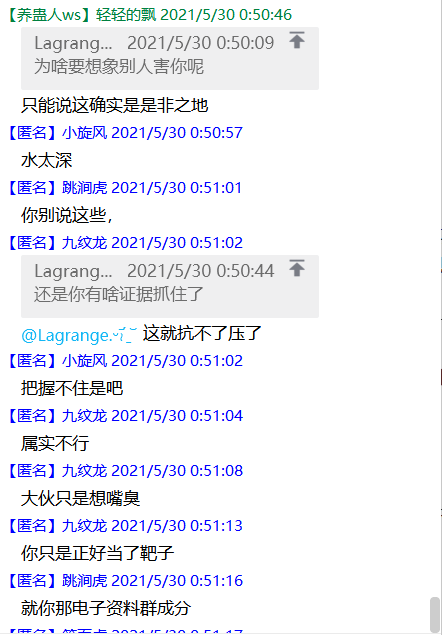 【养蛊人ws】轻轻的飘 2021/5/30 0:50:46
Lagrang... 2021/5/30 0:50:09
为啥要想象别人害你呢
只能说这确实是是非之地
【匿名】小旋风 2021/5/30 0:50:57
水太深
【匿名】跳涧虎 2021/5/30 0:51:01
你别说这些，
【匿名】九纹龙 2021/5/30 0:51:02
Lagrang... 2021/5/30 0:50:44
还是你有啥证据抓住了
@Lagrange. 这就抗不了压了
【匿名】小旋风 2021/5/30 0:51:02
把握不住是吧
【匿名】九纹龙 2021/5/30 0:51:04
属实不行
【匿名】九纹龙 2021/5/30 0:51:08
大伙只是想嘴臭
【匿名】九纹龙 2021/5/30 0:51:13
你只是正好当了靶子
【匿名】跳涧虎 2021/5/30 0:51:16
就你那电子资料群成分